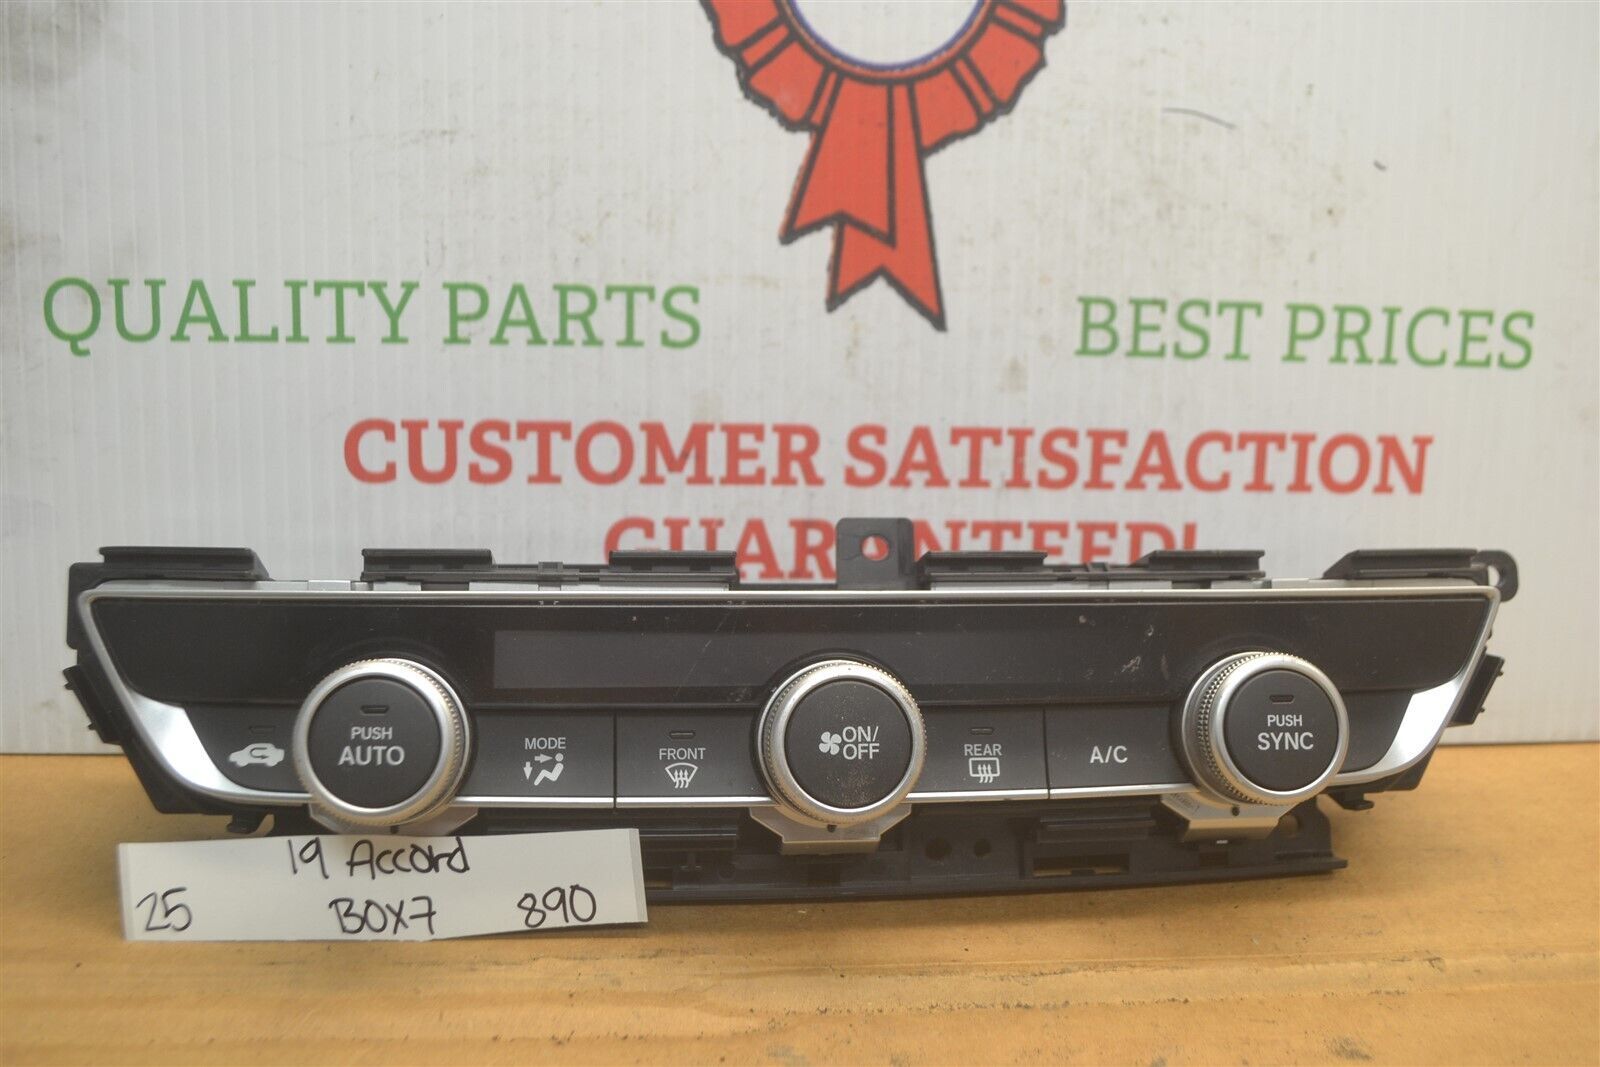 QUALITY PARTS
BEST PRICES
CUSTOMER SATISFACTION
GUARANTEED!
PUSH
AUTO
MODE
FRONT
ON/
OFF
REAR
A/C
PUSH
SYNC
19 Accord
25 BOX7 890